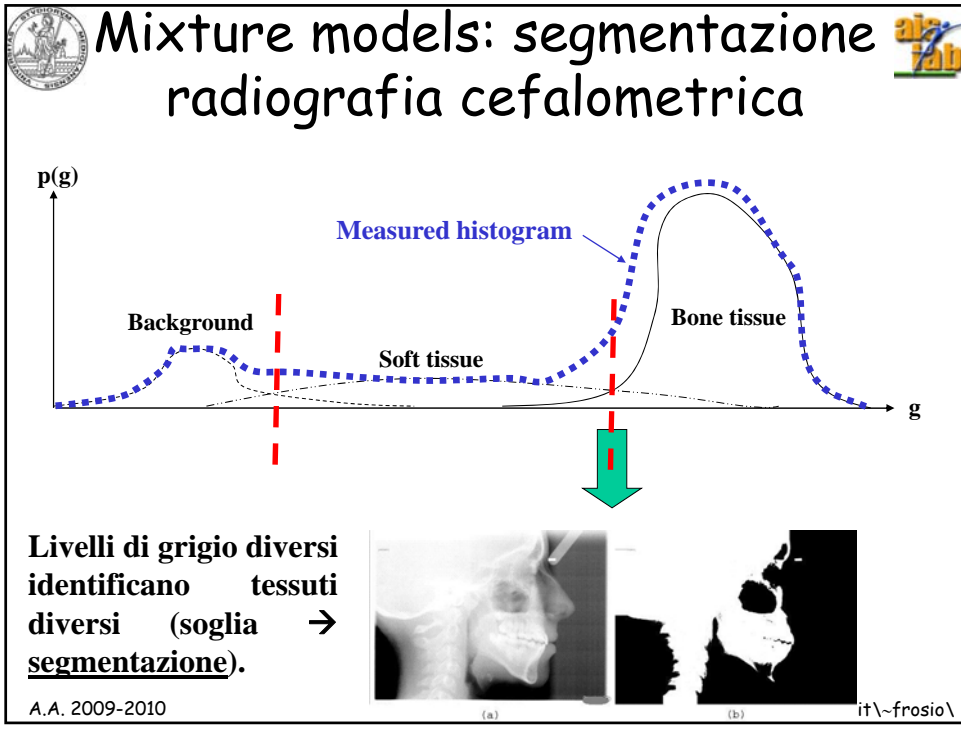 Mixture models: segmentazione
radiografia cefalometrica
p(g)
Measured histogram
Background
Soft tissue
Bone tissue
g
Livelli di grigio diversi
identificano tessuti
diversi (soglia →
segmentazione).
(a)
(b)
A.A. 2009-2010
it\~frosio\